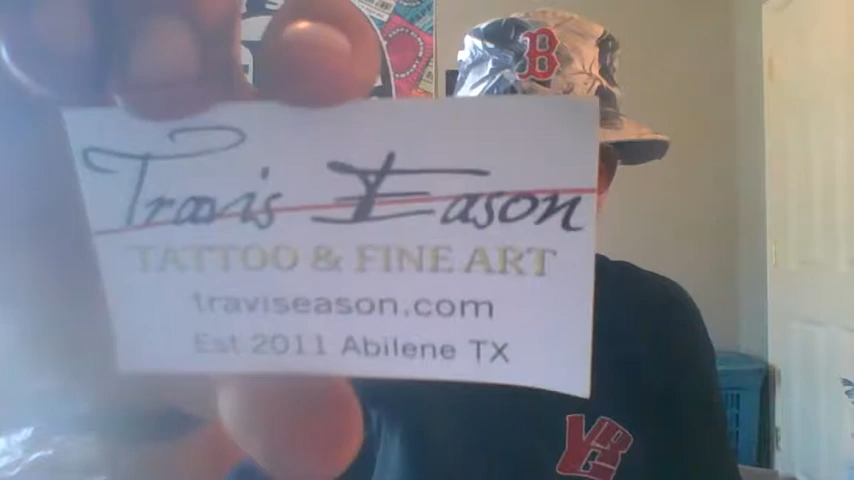 B
Travis Eason
TATTOO & FINE ART
traviseason.com
Est 2011 Abilene TX